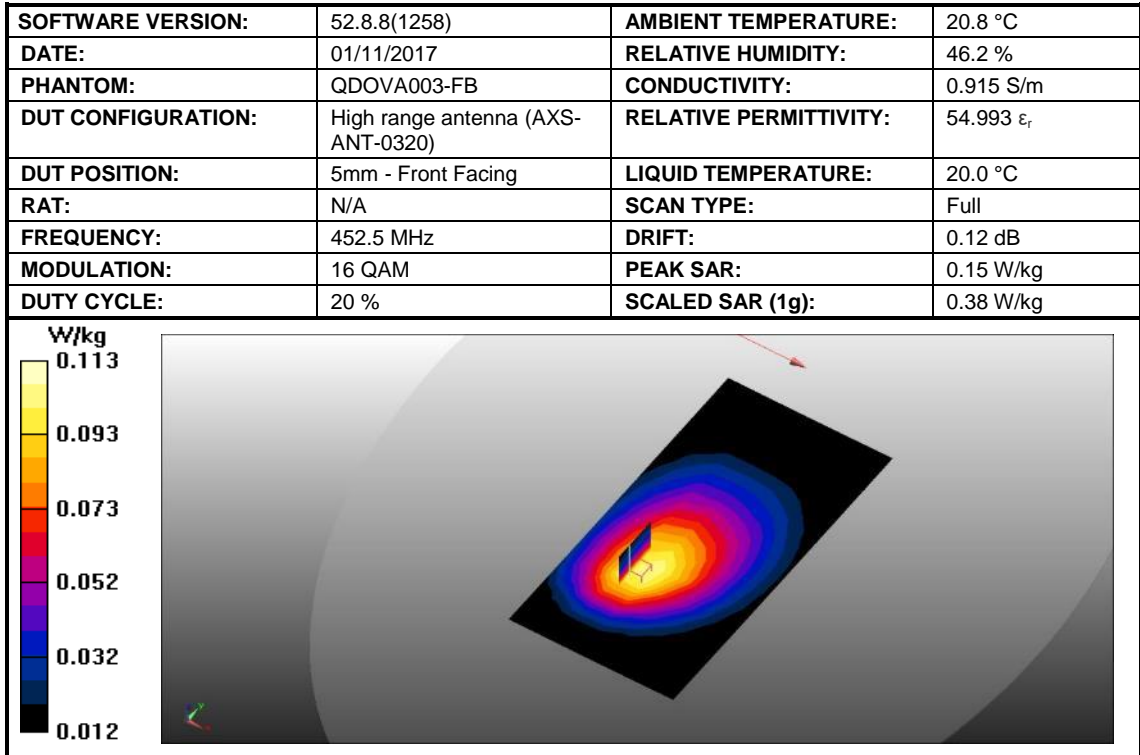 SOFTWARE VERSION: 52.8.8(1258) AMBIENT TEMPERATURE: 20.8 °C
DATE: 01/11/2017 RELATIVE HUMIDITY: 46.2 %
PHANTOM: QDOVA003-FB CONDUCTIVITY: 0.915 S/m
DUT CONFIGURATION: High range antenna (AXS- RELATIVE PERMITTIVITY: 54.993 εr
ANT-0320)
DUT POSITION: 5mm - Front Facing LIQUID TEMPERATURE: 20.0 °C
RAT: N/A SCAN TYPE: Full
FREQUENCY: 452.5 MHz DRIFT: 0.12 dB
MODULATION: 16 QAM PEAK SAR: 0.15 W/kg
DUTY CYCLE: 20 % SCALED SAR (1g): 0.38 W/kg
W/kg
0.113
0.093
0.073
0.052
0.032
0.012